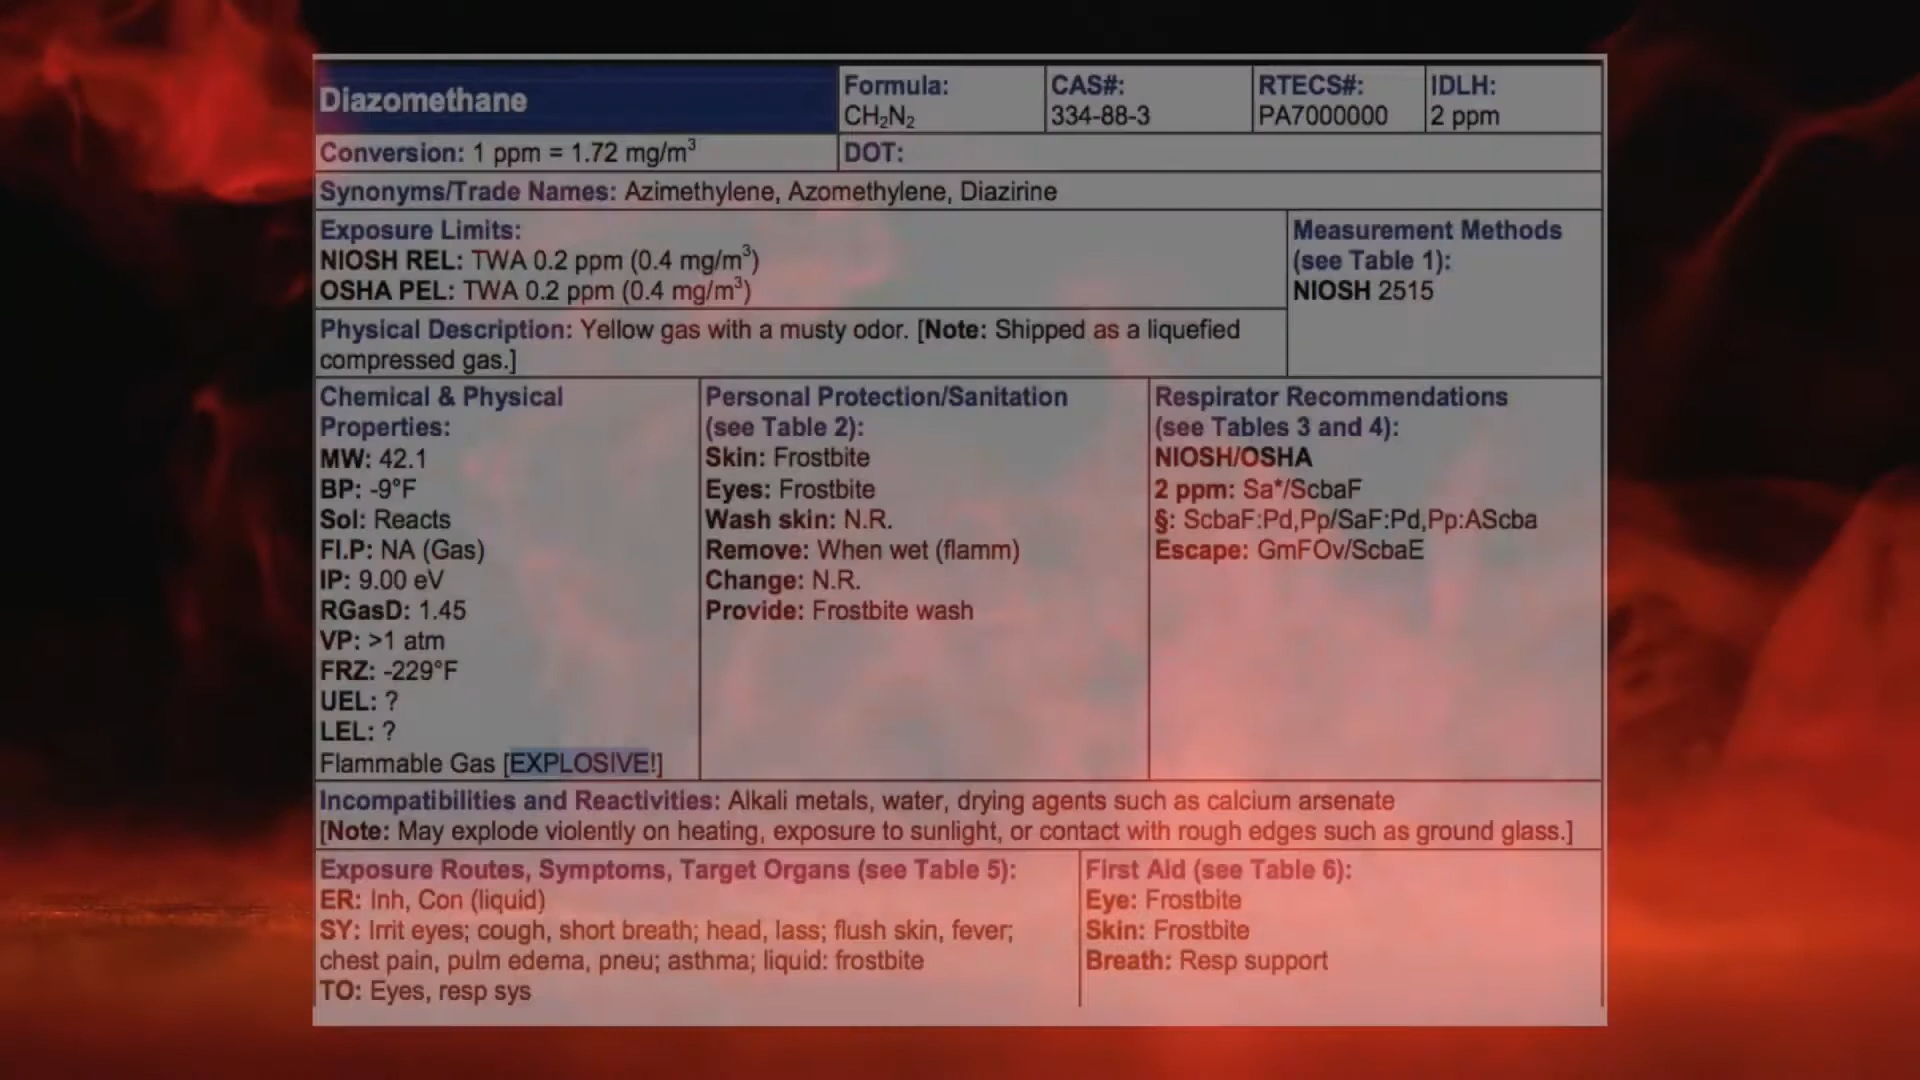 Diazomethane
Formula:
CH₂N₂
CAS#:
334-88-3
RTECS#:
PA7000000
IDLH:
2 ppm
Conversion: 1 ppm = 1.72 mg/m³
DOT:
Synonyms/Trade Names: Azimethylene, Azomethylene, Diazirine
Exposure Limits:
NIOSH REL: TWA 0.2 ppm (0.4 mg/m³)
OSHA PEL: TWA 0.2 ppm (0.4 mg/m³)
Measurement Methods
(see Table 1):
NIOSH 2515
Physical Description: Yellow gas with a musty odor. [Note: Shipped as a liquefied
compressed gas.]
Chemical & Physical
Properties:
MW: 42.1
BP: -9°F
Sol: Reacts
Fl.P: NA (Gas)
IP: 9.00 eV
RGasD: 1.45
VP: >1 atm
FRZ: -229°F
UEL: ?
LEL: ?
Flammable Gas [EXPLOSIVE!]
Personal Protection/Sanitation
(see Table 2):
Skin: Frostbite
Eyes: Frostbite
Wash skin: N.R.
Remove: When wet (flamm)
Change: N.R.
Provide: Frostbite wash
Respirator Recommendations
(see Tables 3 and 4):
NIOSH/OSHA
2 ppm: Sa*/ScbaF
§: ScbaF:Pd,Pp/SaF:Pd,Pp:AScba
Escape: GmFOv/ScbaE
Incompatibilities and Reactivities: Alkali metals, water, drying agents such as calcium arsenate
[Note: May explode violently on heating, exposure to sunlight, or contact with rough edges such as ground glass.]
Exposure Routes, Symptoms, Target Organs (see Table 5):
ER: Inh, Con (liquid)
SY: Irrit eyes; cough, short breath; head, lass; flush skin, fever;
chest pain, pulm edema, pneu; asthma; liquid: frostbite
TO: Eyes, resp sys
First Aid (see Table 6):
Eye: Frostbite
Skin: Frostbite
Breath: Resp support